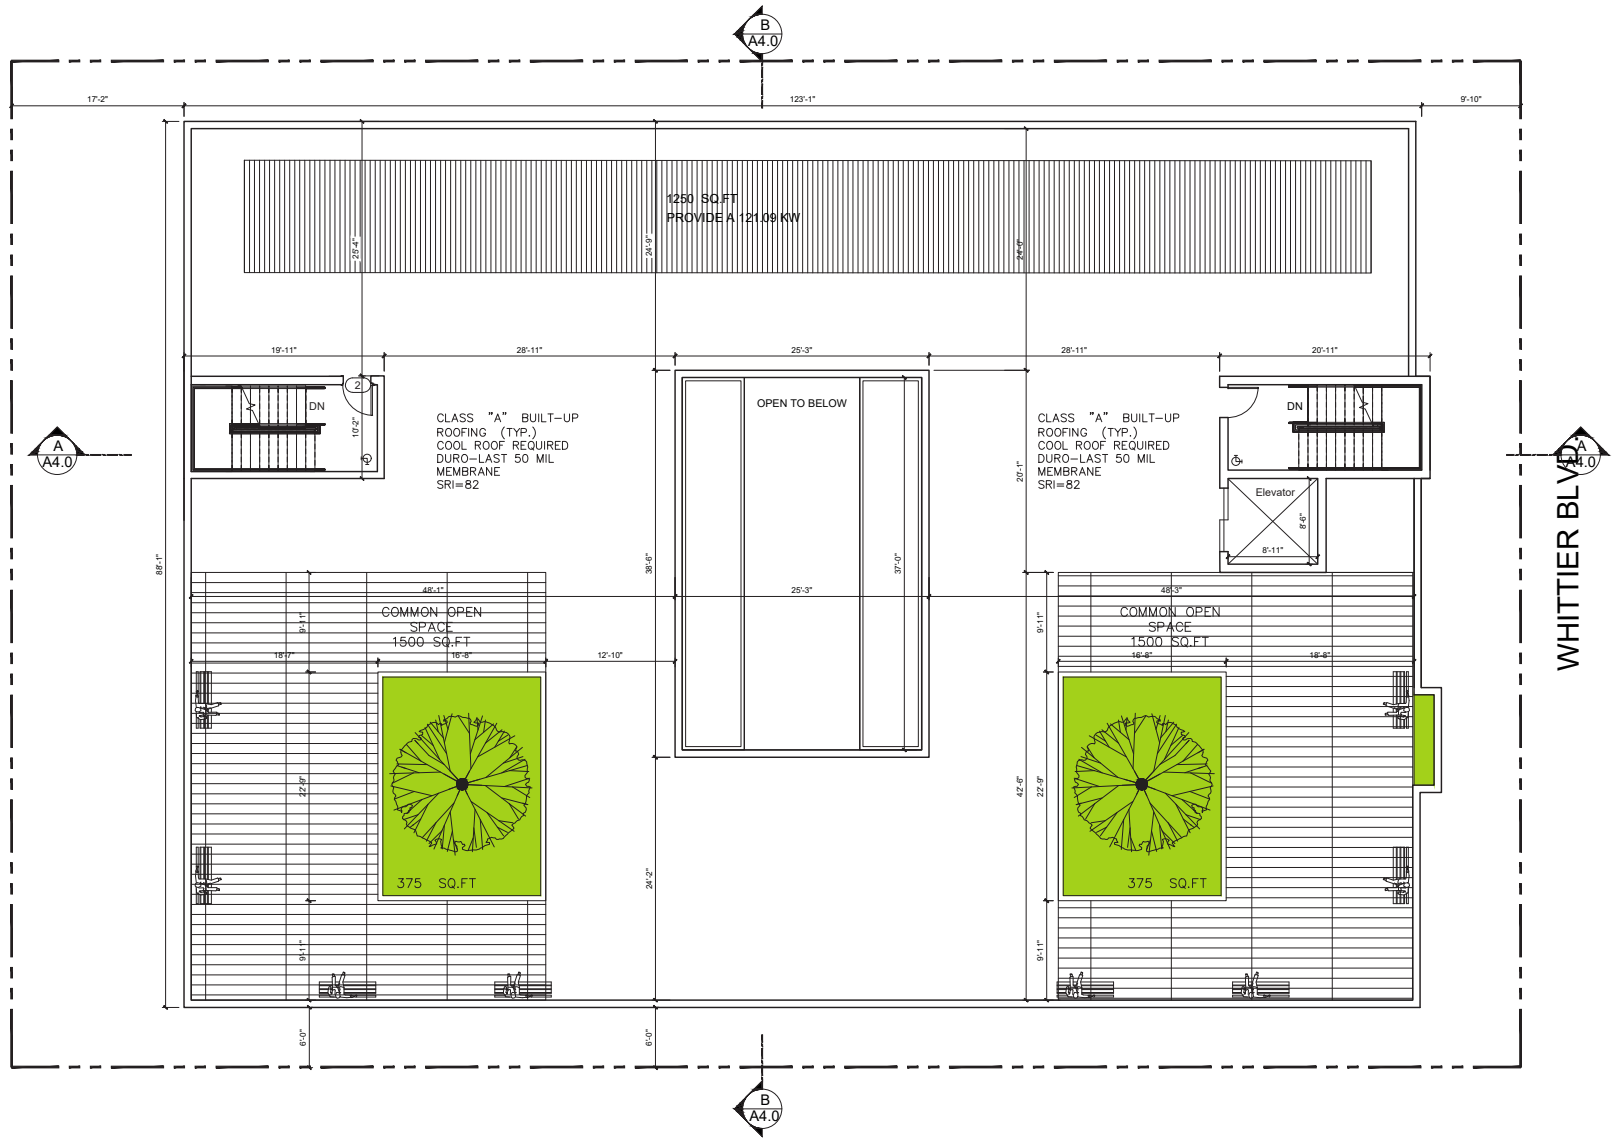 B
A4.0
17'-2"
123'-1"
9'-10"
1250 SQ.FT
PROVIDE A 121.09 KW
25'-4"
24'-9"
24'-0"
19'-11"
28'-11"
25'-3"
28'-11"
20'-11"
2
DN
10'-2"
CLASS "A" BUILT-UP
ROOFING (TYP.)
COOL ROOF REQUIRED
DURO-LAST 50 MIL
MEMBRANE
SRI=82
OPEN TO BELOW
CLASS "A" BUILT-UP
ROOFING (TYP.)
COOL ROOF REQUIRED
DURO-LAST 50 MIL
MEMBRANE
SRI=82
DN
A
A4.0
A
A4.0
WHITTIER BLVD.
20'-1"
Elevator
8'-6"
8'-11"
88'-1"
38'-6"
37'-0"
48'-1"
25'-3"
48'-3"
COMMON OPEN
SPACE
1500 SQ.FT
COMMON OPEN
SPACE
1500 SQ.FT
9'-11"
9'-11"
18'-7"
16'-8"
12'-10"
16'-8"
18'-8"
22'-9"
42'-6"
22'-9"
24'-2"
375 SQ.FT
375 SQ.FT
9'-11"
9'-11"
6'-0"
6'-0"
B
A4.0